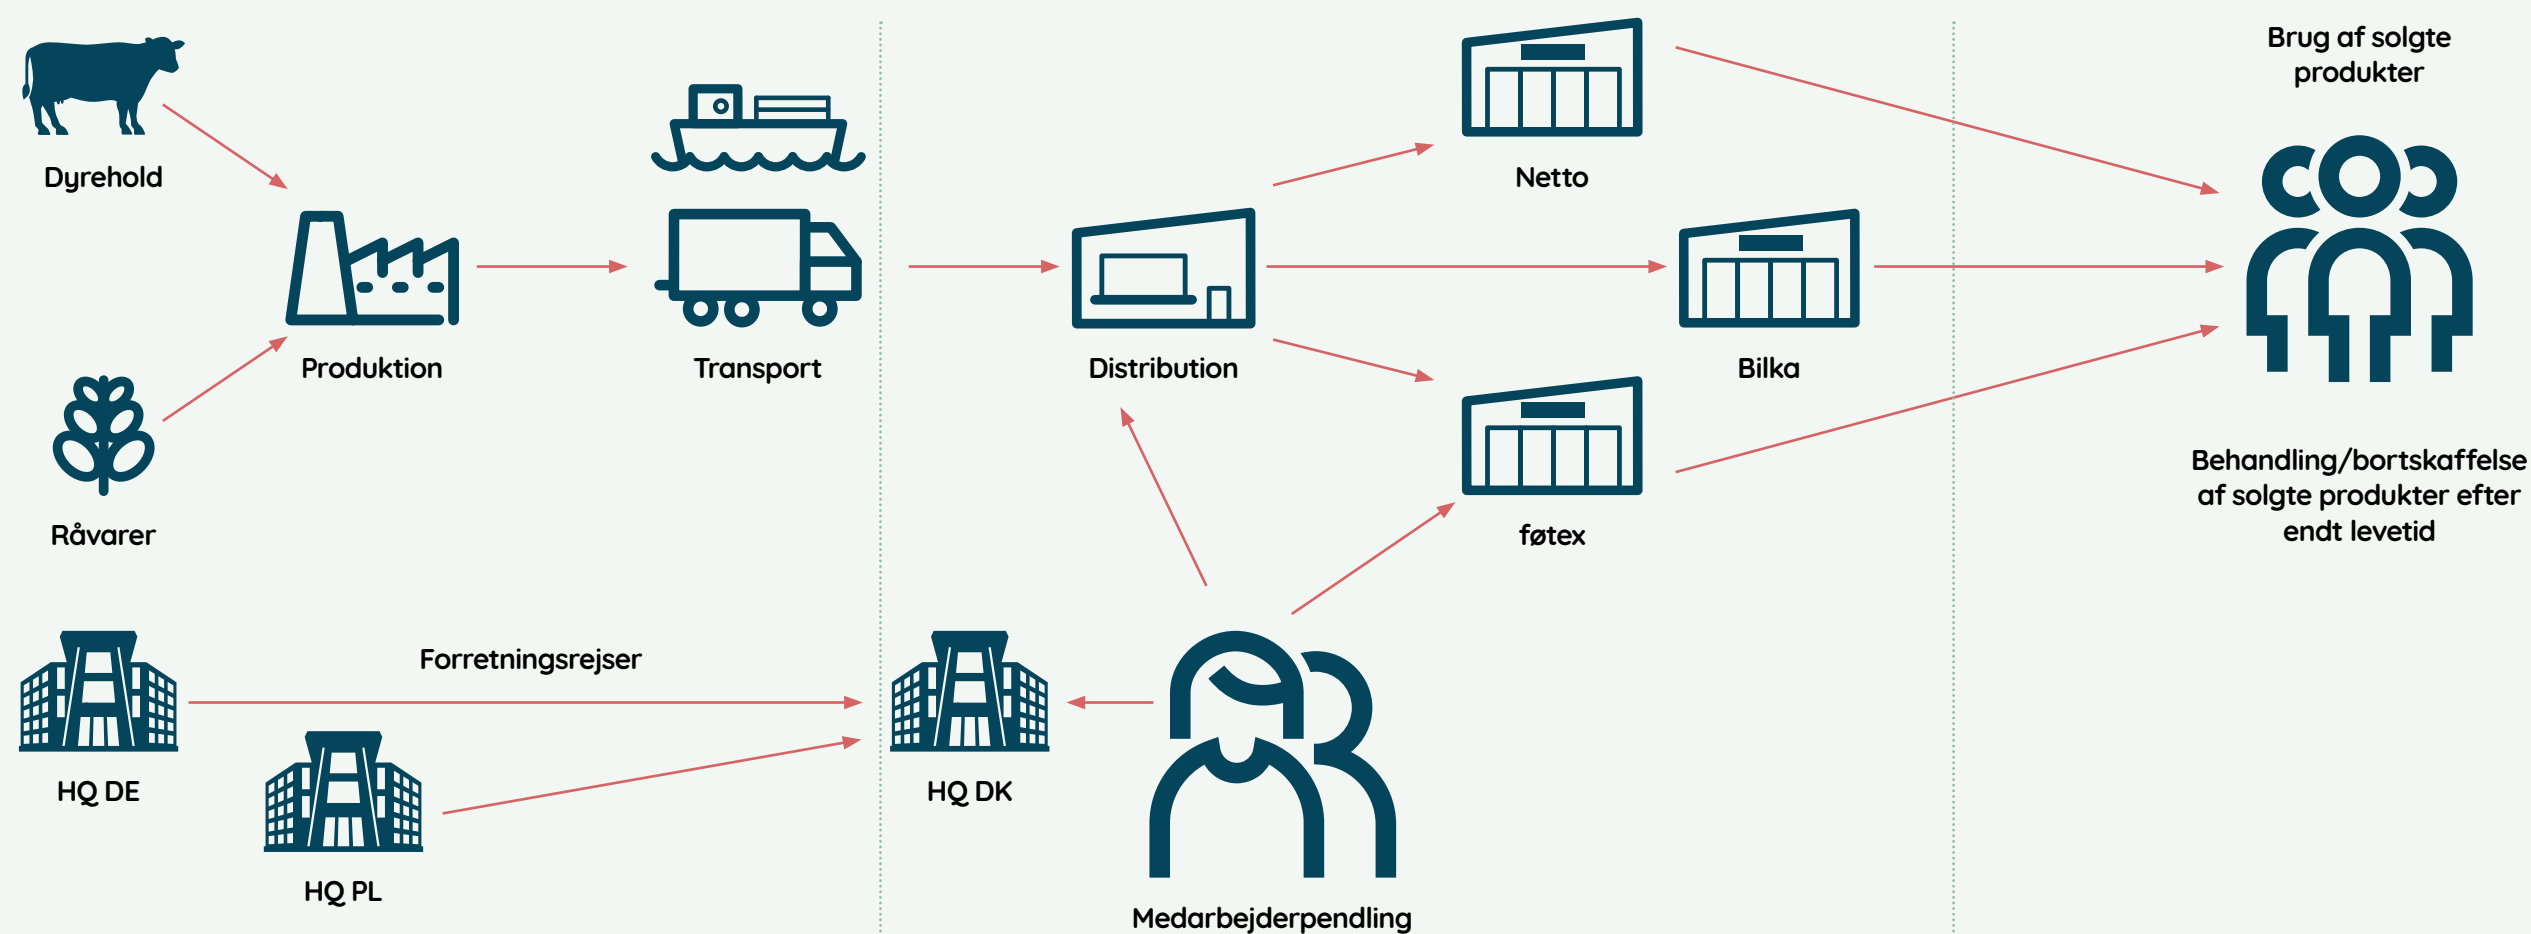 Brug af solgte
produkter
Dyrehold
Netto
Produktion
Transport
Distribution
Bilka
Behandling/bortskaffelse
af solgte produkter efter
endt levetid
Råvarer
føtex
Forretningsrejser
HQ DE
HQ DK
HQ PL
Medarbejderpendling